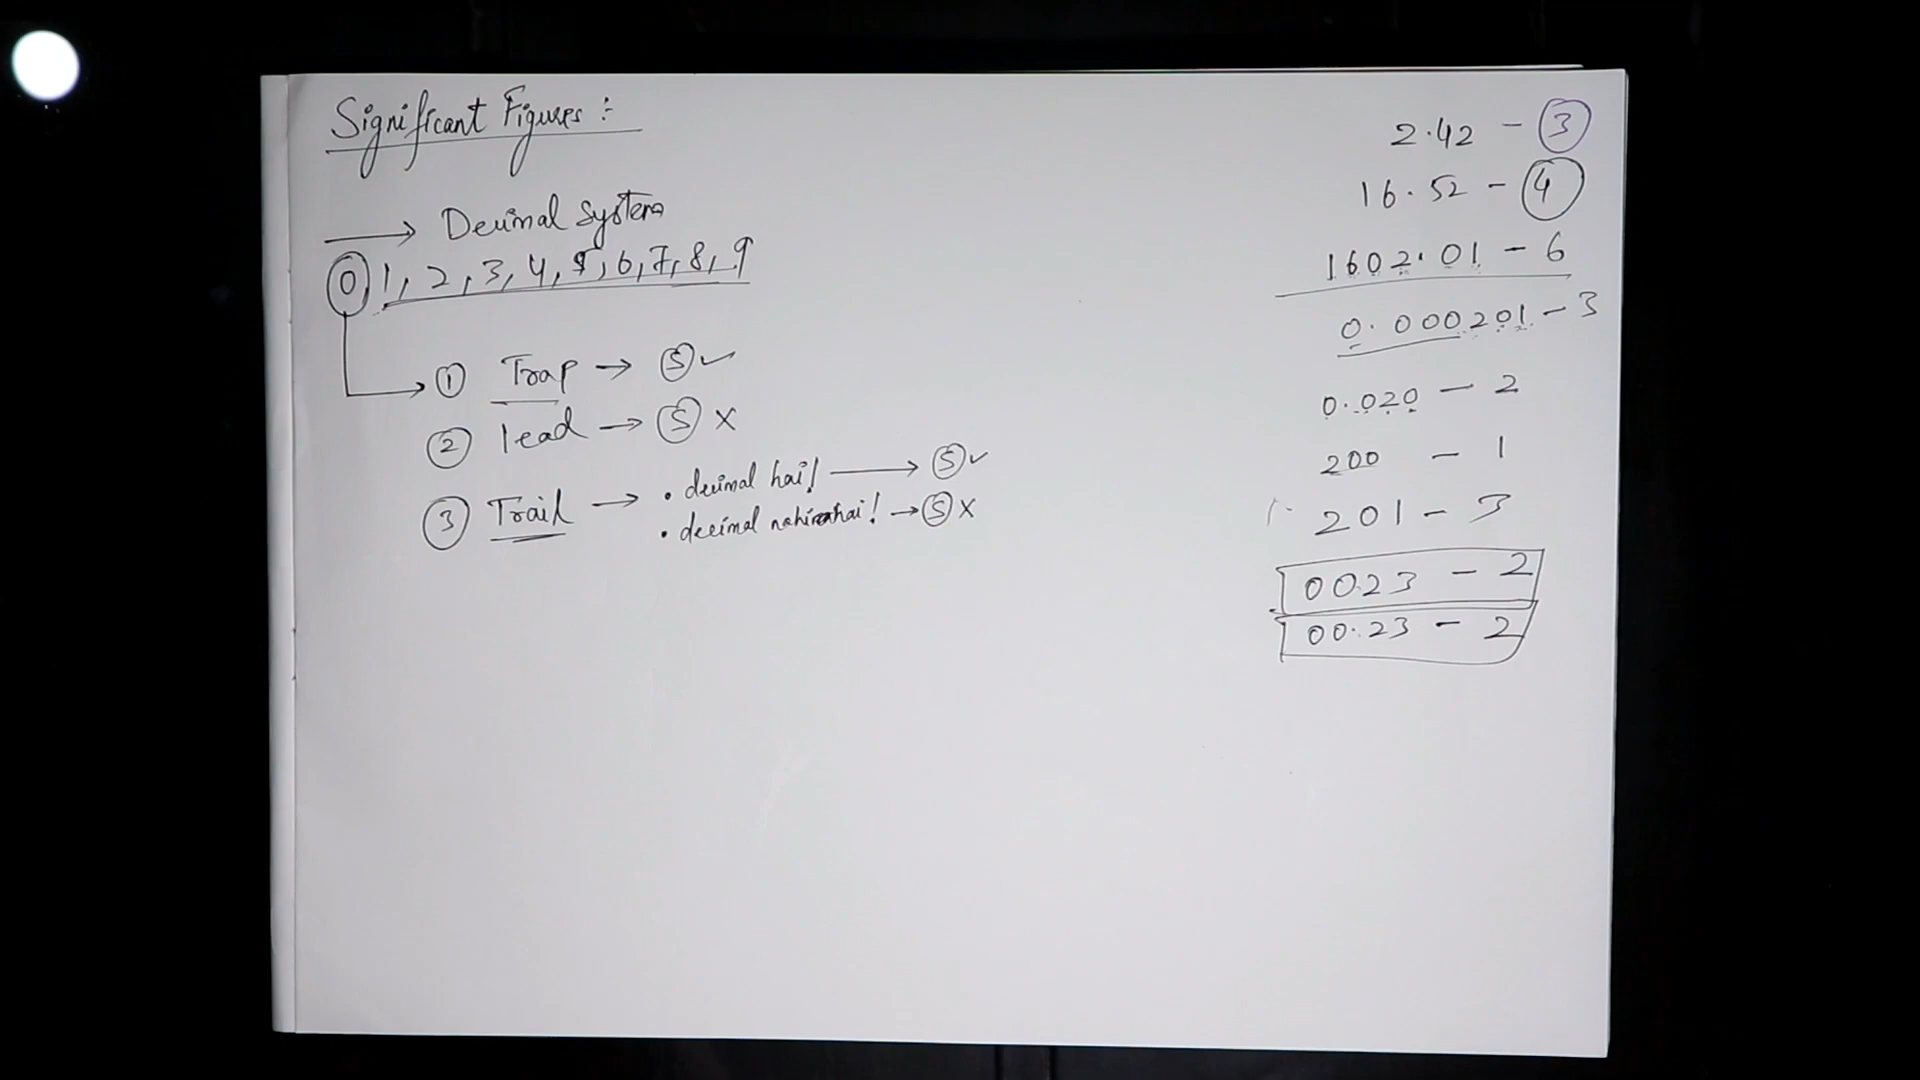 Significant Figures :-
→ Decimal System
0, 1, 2, 3, 4, 5, 6, 7, 8, 9
① Trap → Ⓢ ✓
② lead → Ⓢ X
③ Trail → • decimal hai! → Ⓢ ✓
• decimal nahi hai! → Ⓢ X
2.42 - ③
16.52 - ④
1602.01 - 6
0.000201 - 3
0.020 - 2
200 - 1
201 - 3
0023 - 2
00.23 - 2